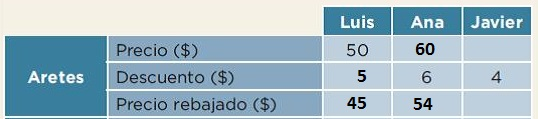 Luis Ana Javier
Aretes
Precio ($) 50 60
Descuento ($) 5 6 4
Precio rebajado ($) 45 54